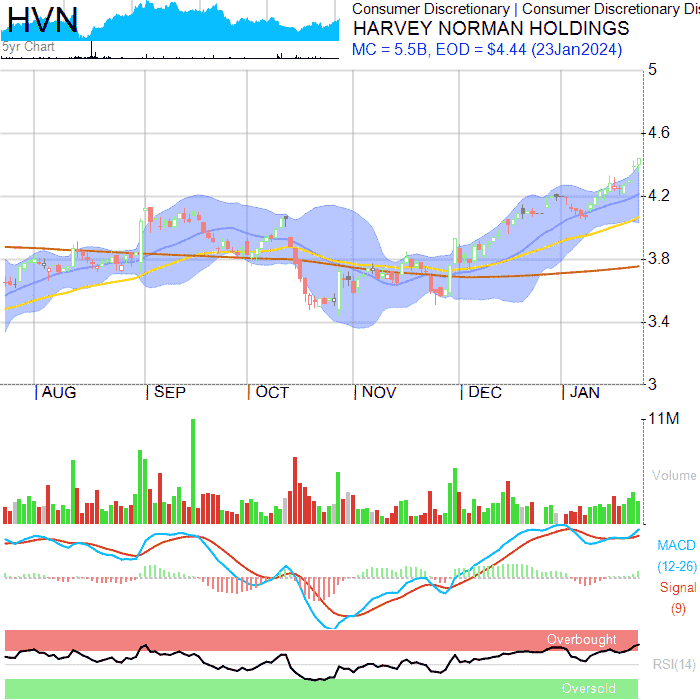 HVN
5yr Chart
Consumer Discretionary | Consumer Discretionary Dis
HARVEY NORMAN HOLDINGS
MC = 5.5B, EOD = $4.44 (23Jan2024)
5
4.6
4.2
3.8
3.4
3
AUG
SEP
OCT
NOV
DEC
JAN
11M
Volume
MACD
(12-26)
Signal
(9)
Overbought
RSI(14)
Oversold